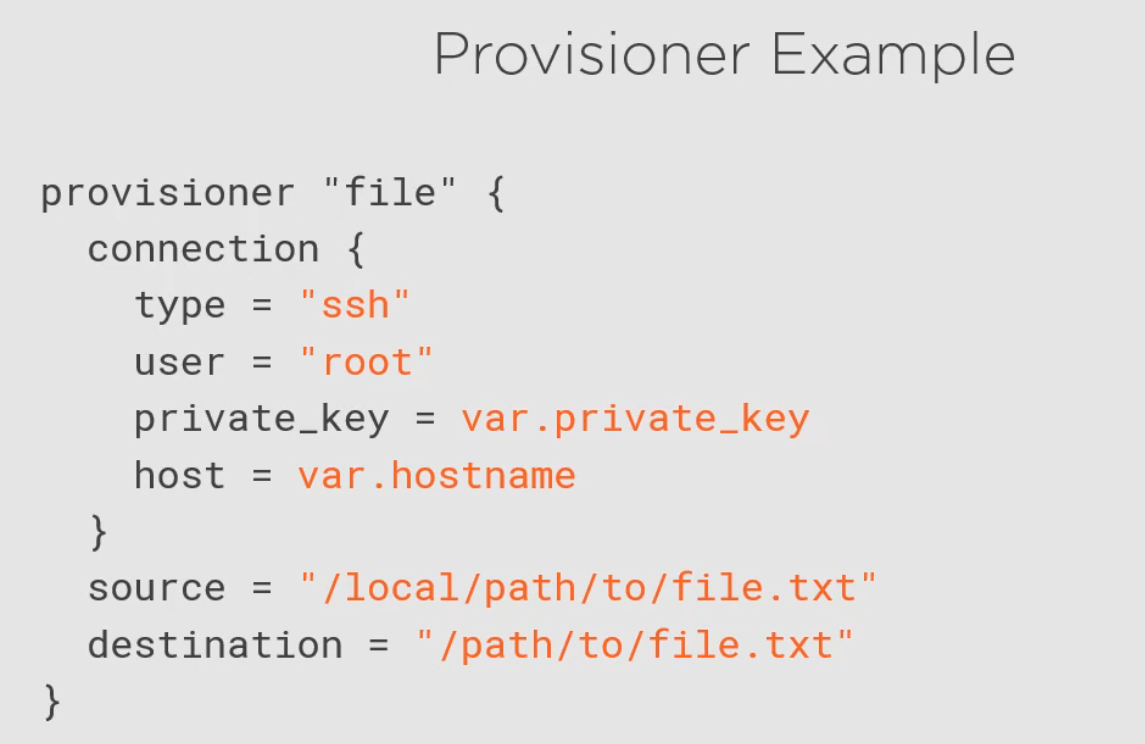 Provisioner Example
provisioner "file" {
  connection {
    type = "ssh"
    user = "root"
    private_key = var.private_key
    host = var.hostname
  }
  source = "/local/path/to/file.txt"
  destination = "/path/to/file.txt"
}